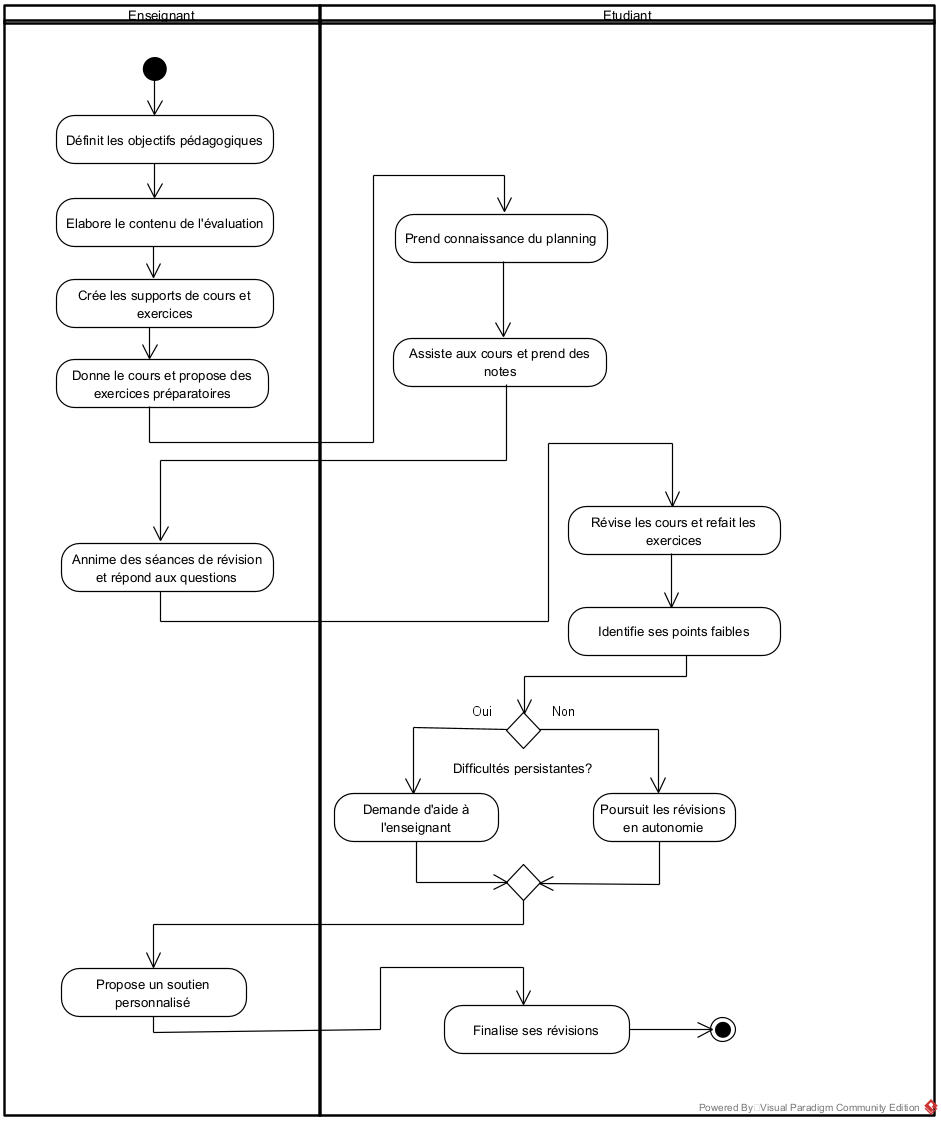 Enseignant
Etudiant
Définit les objectifs pédagogiques
Elabore le contenu de l'évaluation
Crée les supports de cours et
exercices
Donne le cours et propose des
exercices préparatoires
Prend connaissance du planning
Assiste aux cours et prend des
notes
Annime des séances de révision
et répond aux questions
Révise les cours et refait les
exercices
Identifie ses points faibles
Oui
Non
Difficultés persistantes?
Demande d'aide à
l'enseignant
Poursuit les révisions
en autonomie
Propose un soutien
personnalisé
Finalise ses révisions
Powered By Visual Paradigm Community Edition